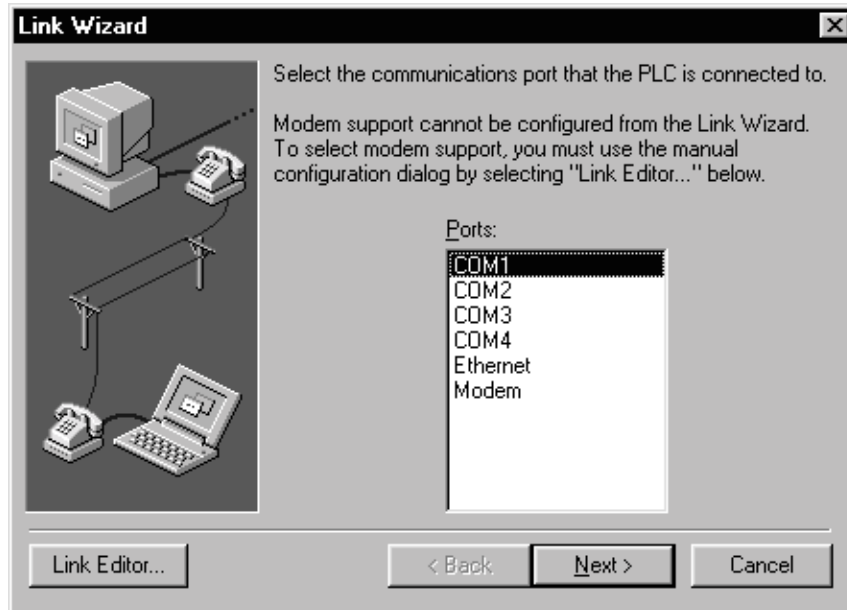 Link Wizard
Select the communications port that the PLC is connected to.
Modem support cannot be configured from the Link Wizard.
To select modem support, you must use the manual
configuration dialog by selecting "Link Editor..." below.
Ports:
COM1
COM2
COM3
COM4
Ethernet
Modem
Link Editor...
< Back
Next >
Cancel